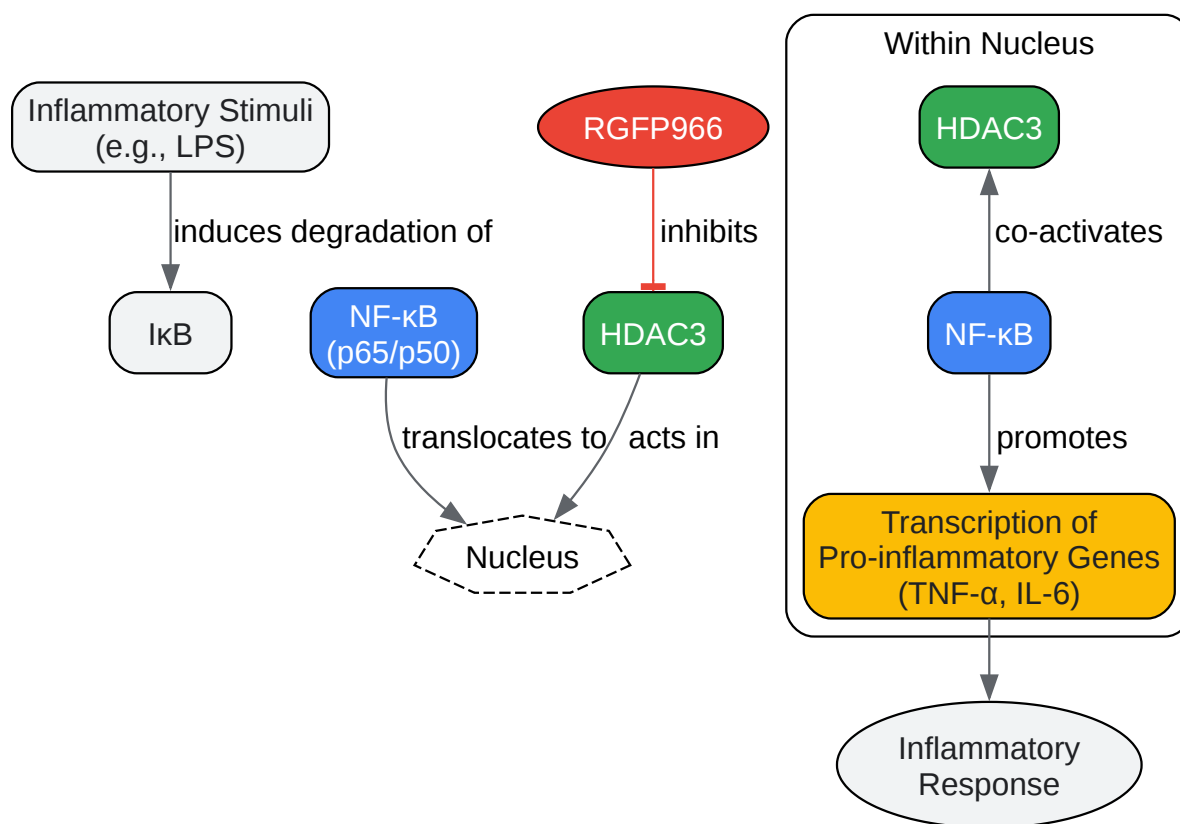 Within Nucleus
Inflammatory Stimuli
(e.g., LPS)
RGFP966
HDAC3
induces degradation of
inhibits
co-activates
IκB
NF-κB
(p65/p50)
HDAC3
NF-κB
translocates to
acts in
promotes
Nucleus
Transcription of
Pro-inflammatory Genes
(TNF-α, IL-6)
Inflammatory
Response